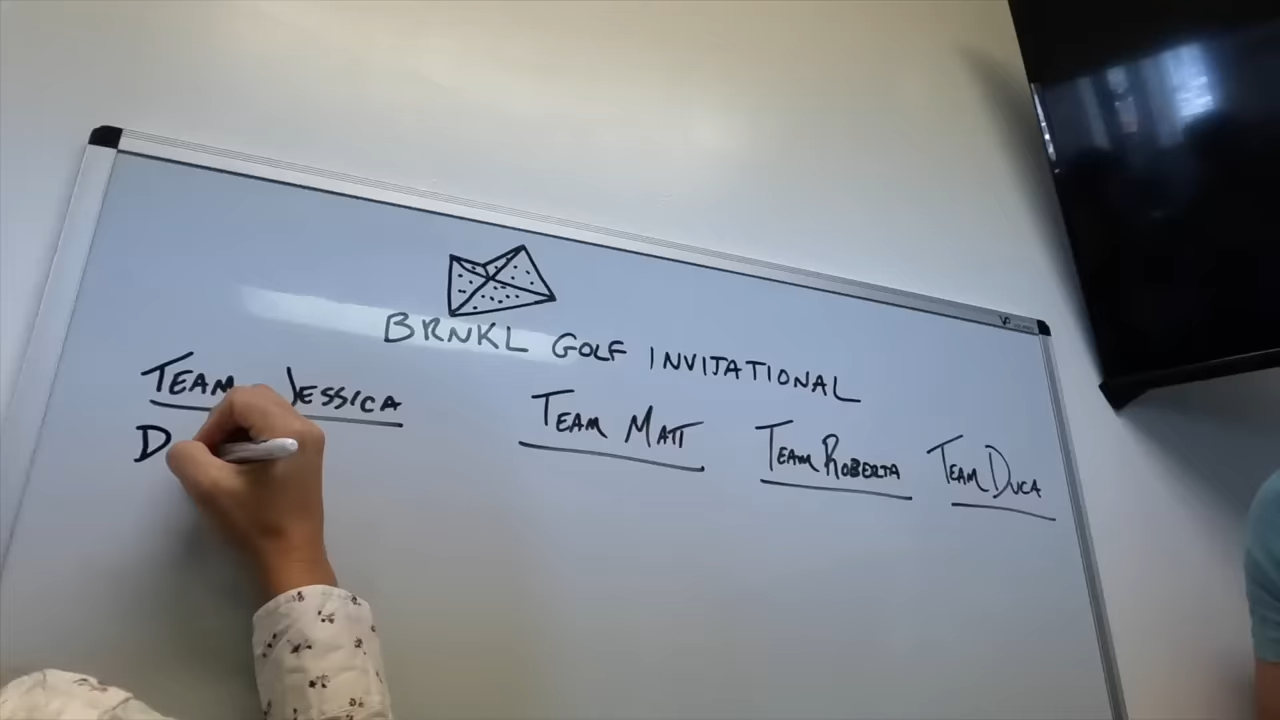 BRNKL GOLF INVITATIONAL
TEAM JESSICA
TEAM MATT
TEAM ROBERTA
TEAM DUCA
D